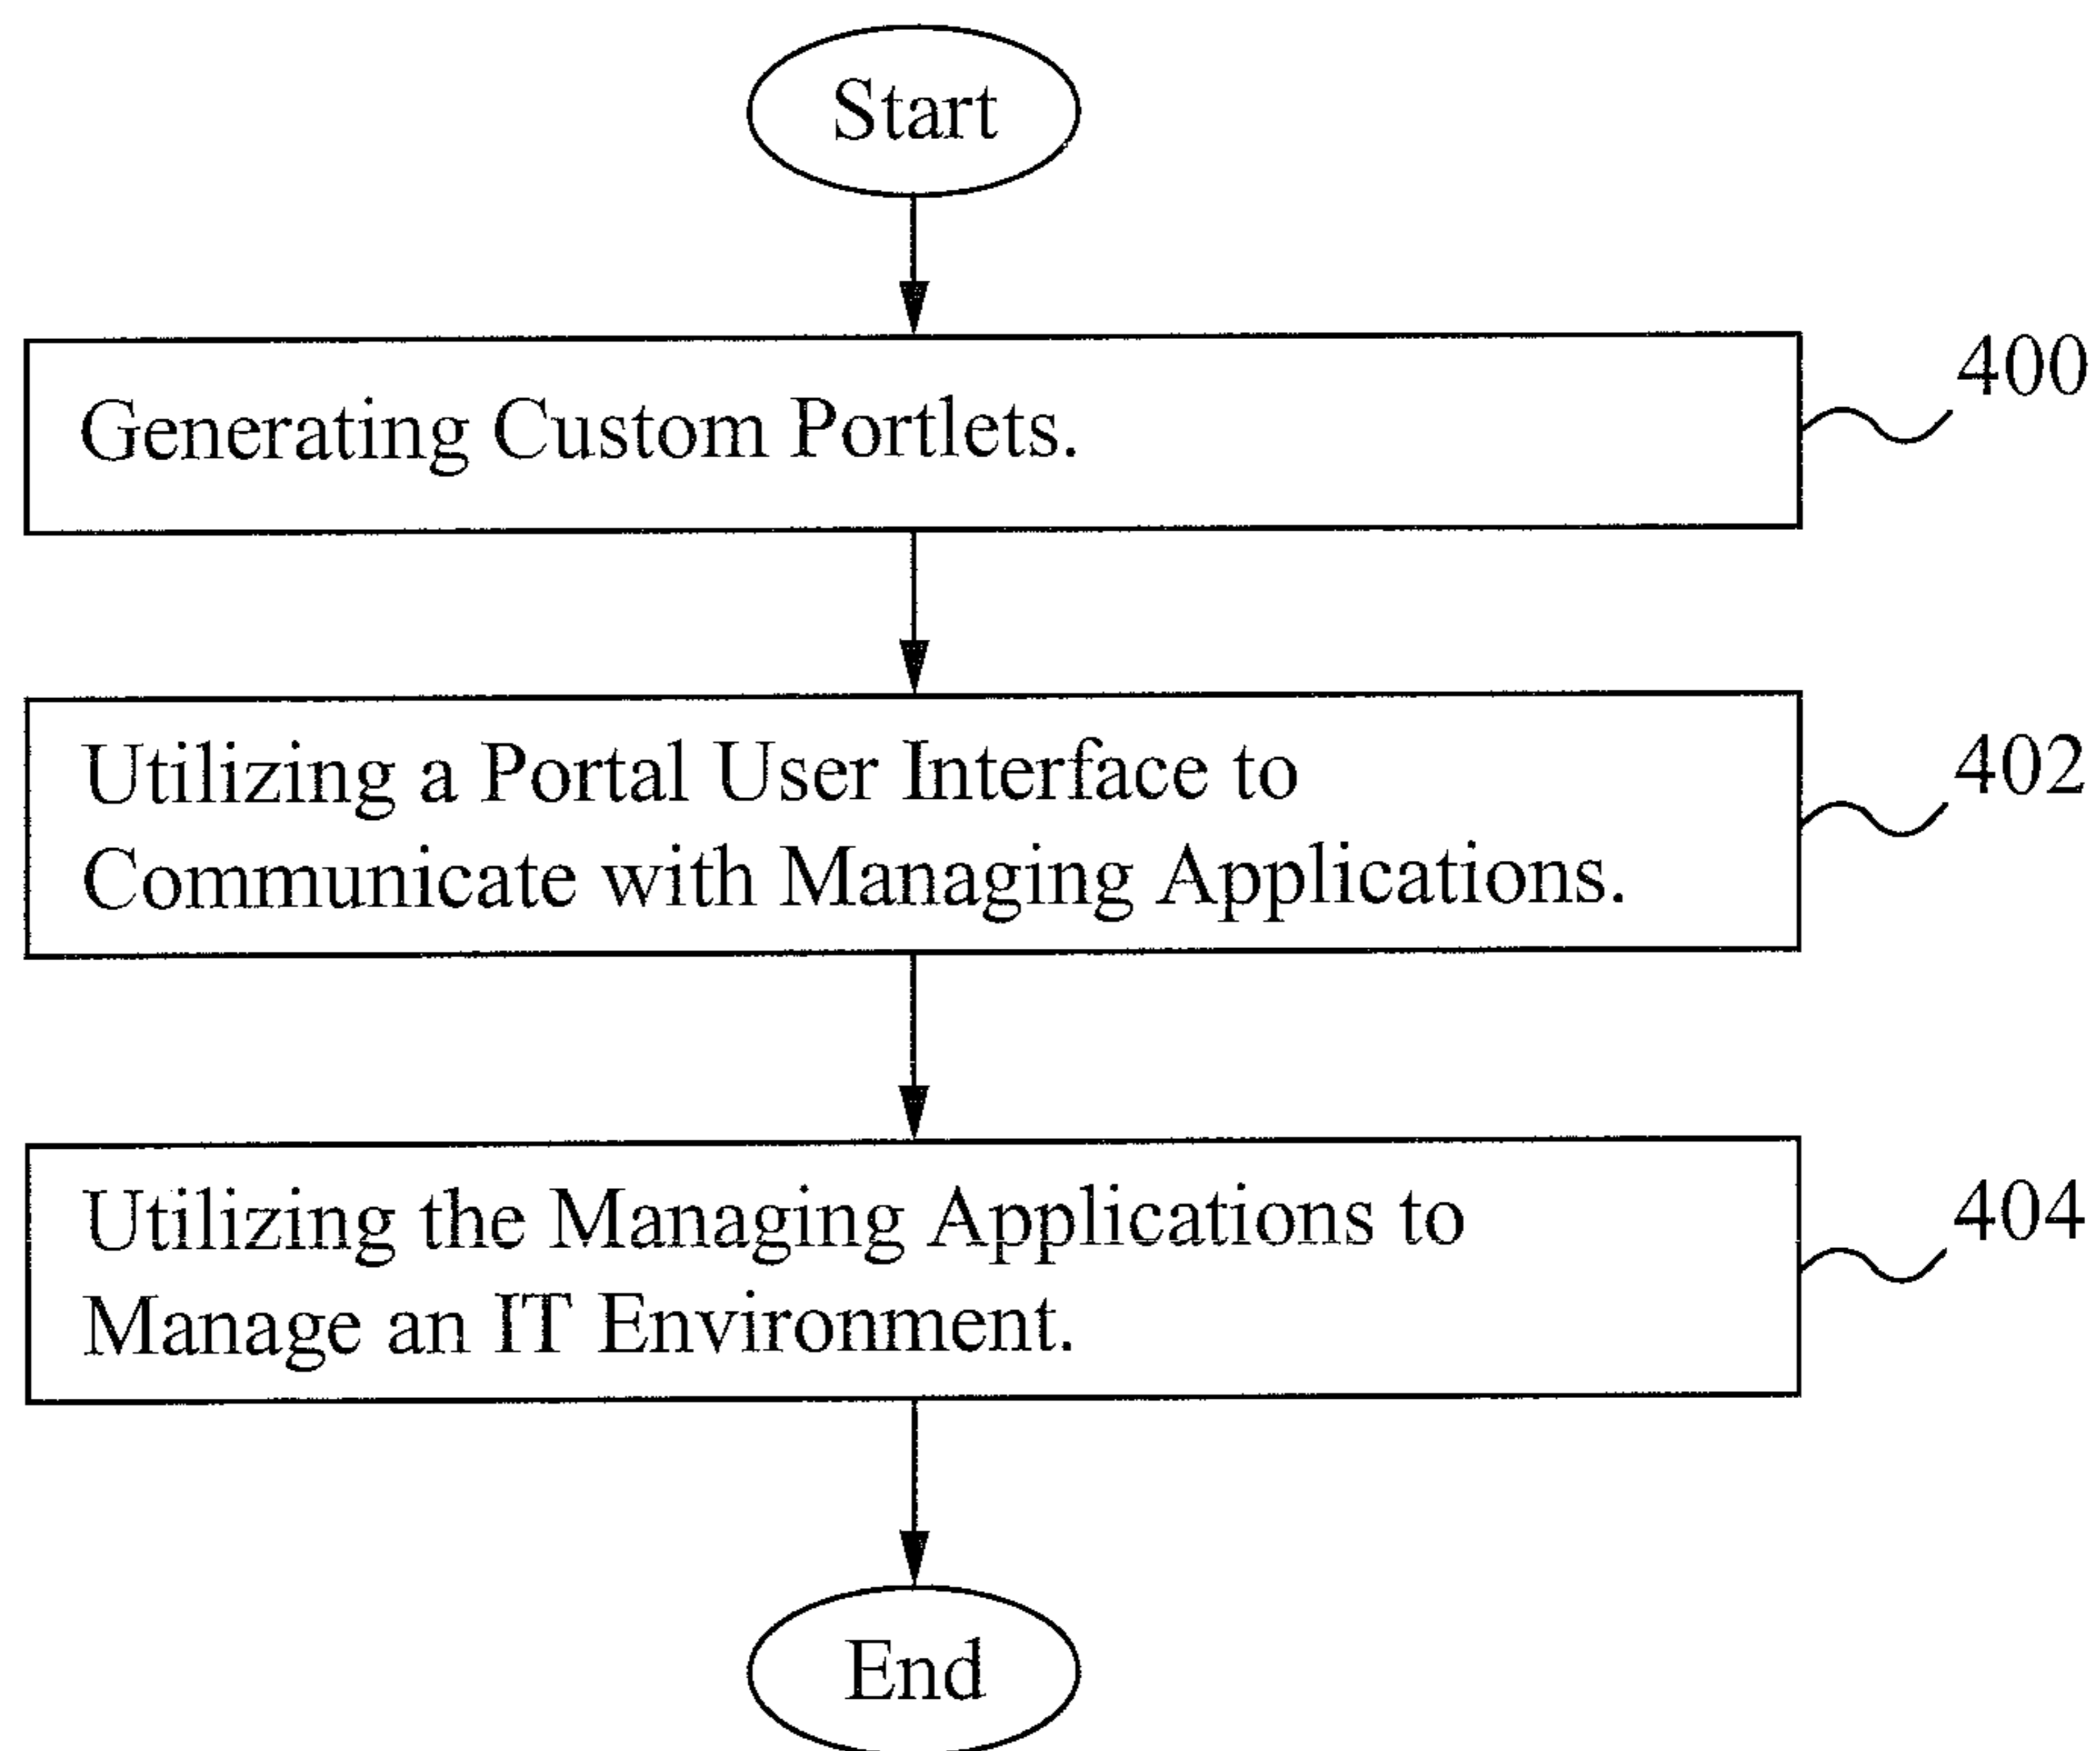 Start
Generating Custom Portlets.
400
Utilizing a Portal User Interface to
Communicate with Managing Applications.
402
Utilizing the Managing Applications to
Manage an IT Environment.
404
End